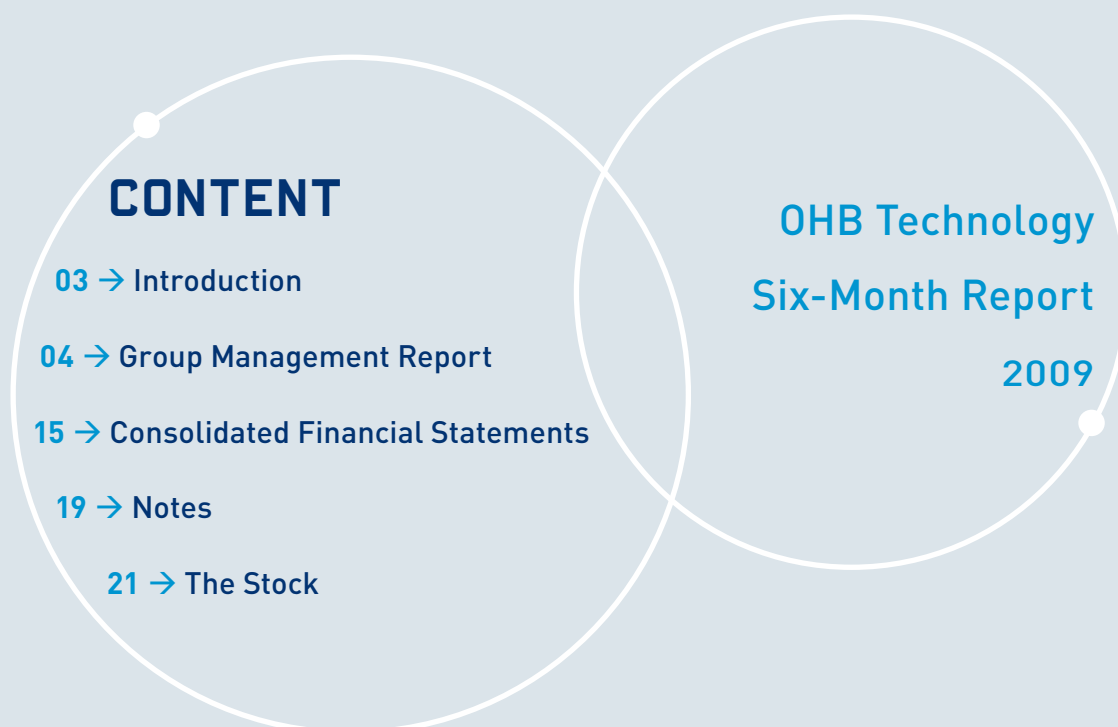 CONTENT
03 → Introduction
04 → Group Management Report
15 → Consolidated Financial Statements
19 → Notes
21 → The Stock
OHB Technology
Six-Month Report
2009